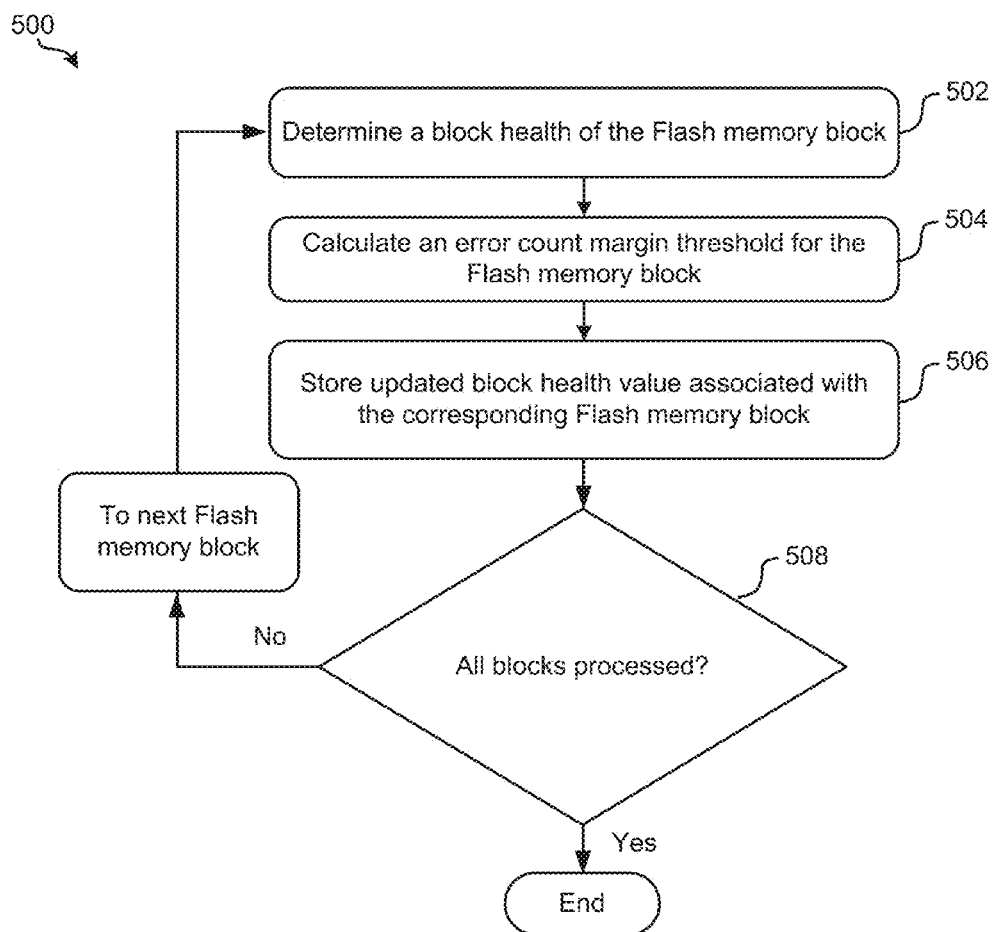 500
502
Determine a block health of the Flash memory block
504
Calculate an error count margin threshold for the
Flash memory block
506
Store updated block health value associated with
the corresponding Flash memory block
To next Flash
memory block
508
No
All blocks processed?
Yes
End